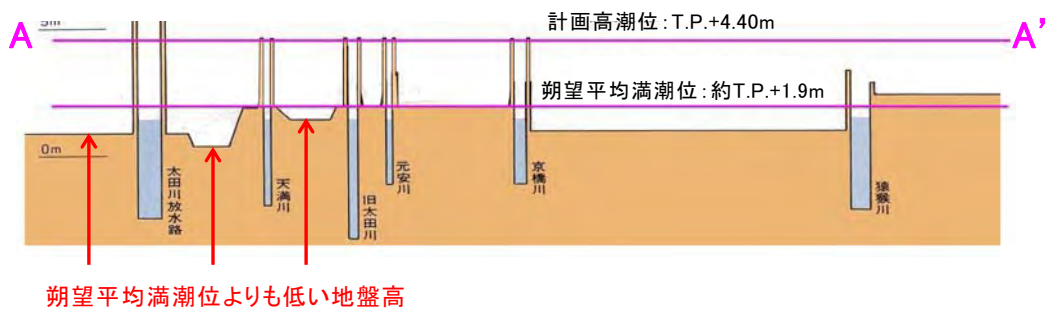 5m
計画高潮位：T.P.+4.40m
A
A’
朔望平均満潮位：約T.P.+1.9m
0m
太田川放水路
天満川
旧太田川
元安川
京橋川
猿猴川
朔望平均満潮位よりも低い地盤高